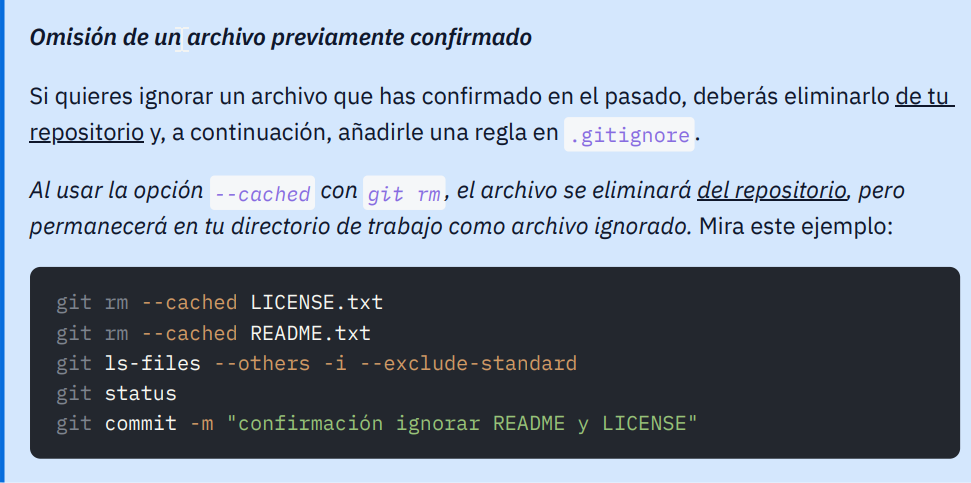 Omisión de un archivo previamente confirmado
Si quieres ignorar un archivo que has confirmado en el pasado, deberás eliminarlo de tu
repositorio y, a continuación, añadirle una regla en .gitignore.
Al usar la opción --cached con git rm, el archivo se eliminará del repositorio, pero
permanecerá en tu directorio de trabajo como archivo ignorado. Mira este ejemplo:
git rm --cached LICENSE.txt
git rm --cached README.txt
git ls-files --others -i --exclude-standard
git status
git commit -m "confirmación ignorar README y LICENSE"